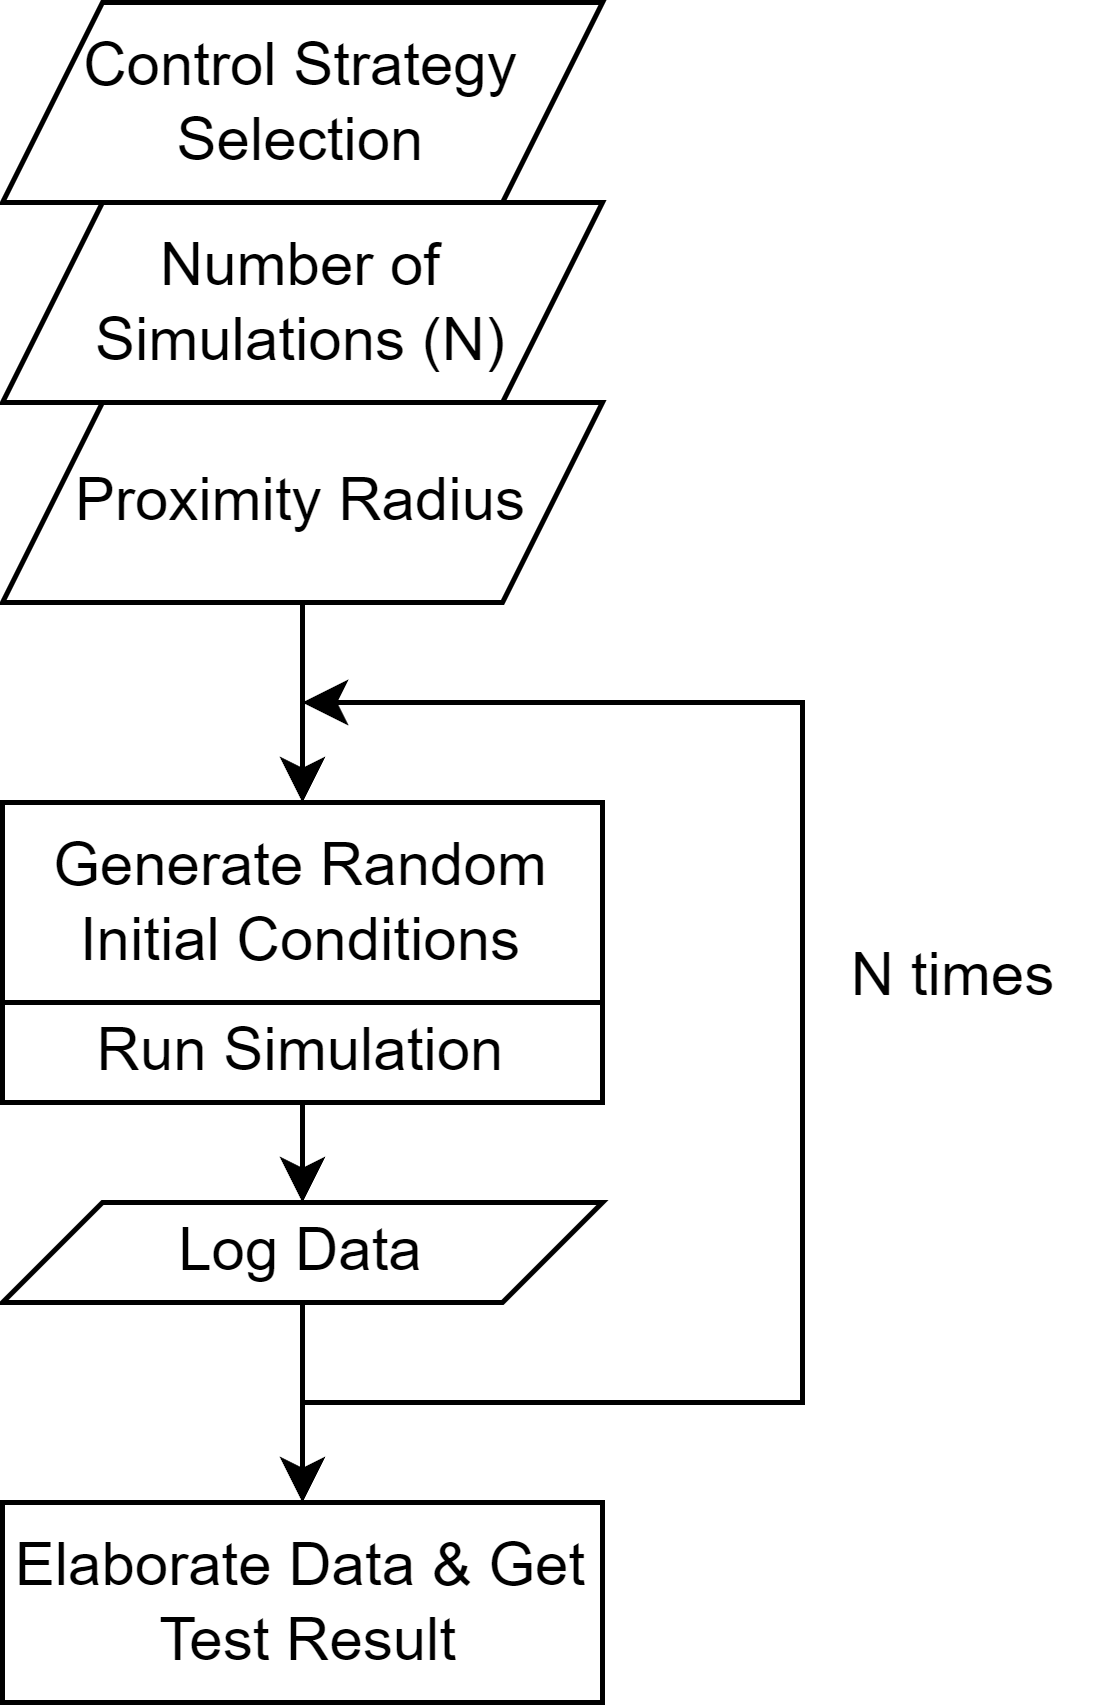 Control Strategy
Selection
Number of
Simulations (N)
Proximity Radius
Generate Random
Initial Conditions
Run Simulation
N times
Log Data
Elaborate Data & Get
Test Result